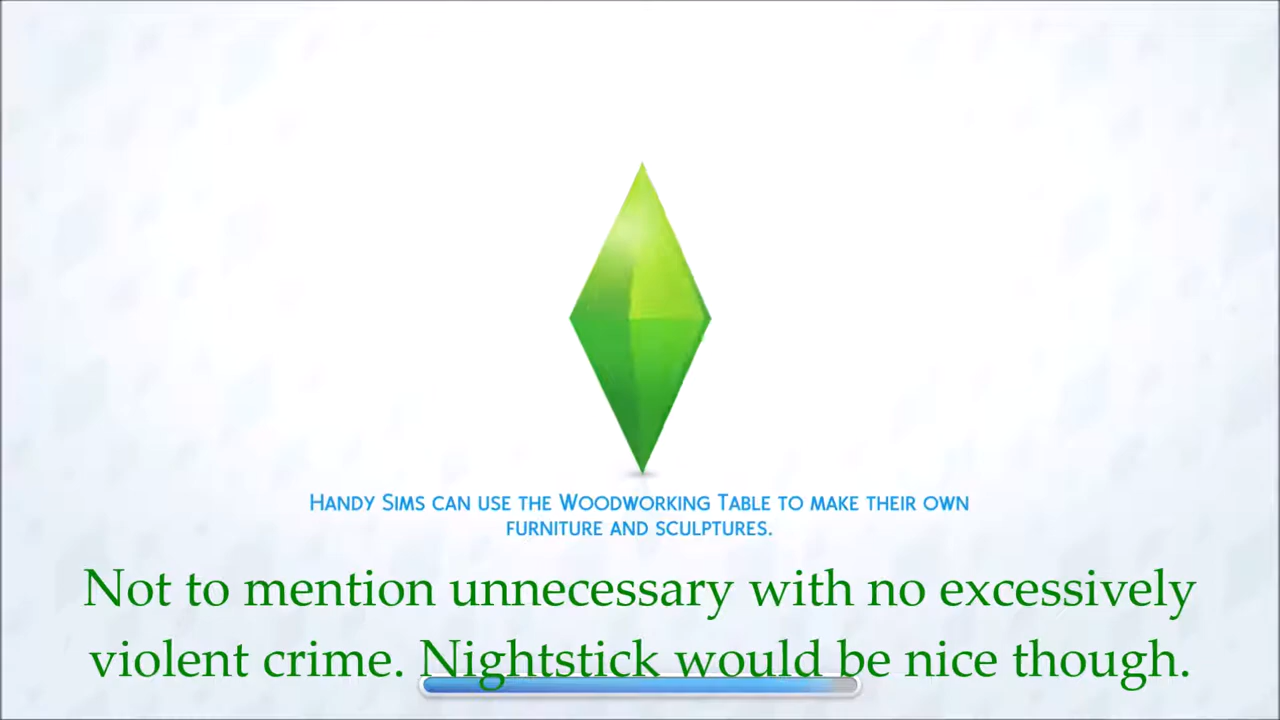 Handy Sims can use the Woodworking Table to make their own
furniture and sculptures.
Not to mention unnecessary with no excessively
violent crime. Nightstick would be nice though.